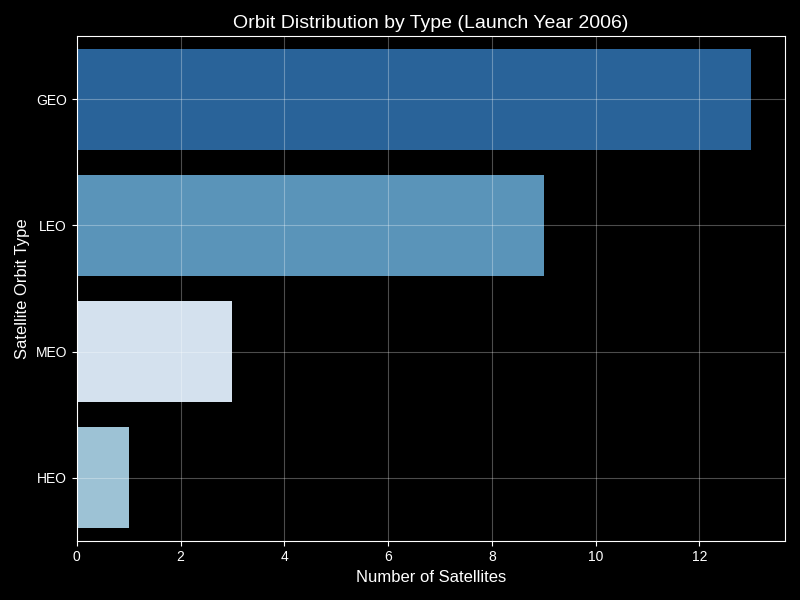 Orbit Distribution by Type (Launch Year 2006)
Satellite Orbit Type
GEO
LEO
MEO
HEO
0 2 4 6 8 10 12
Number of Satellites